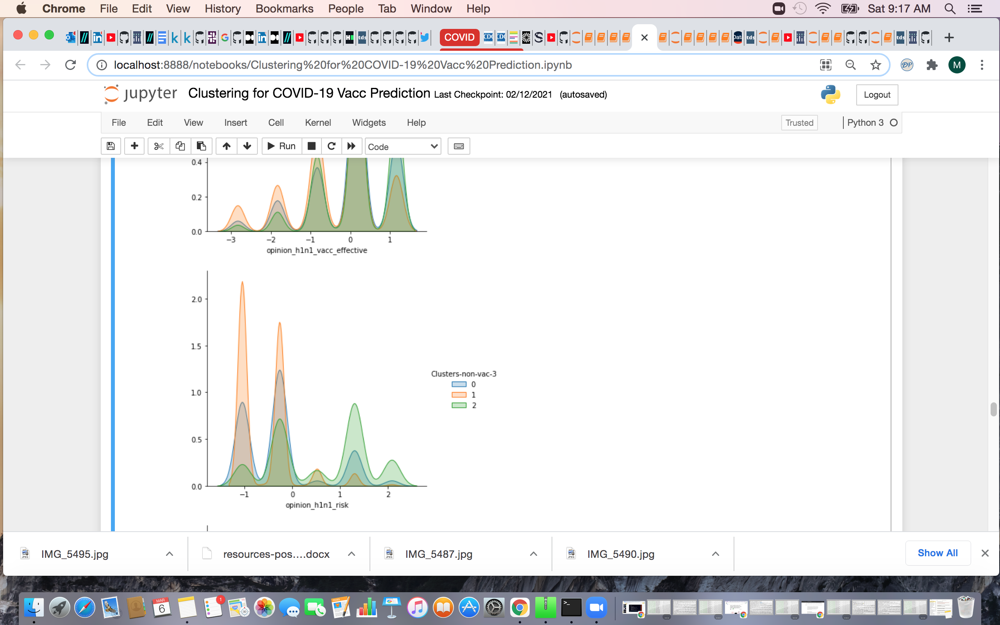 Chrome File Edit View History Bookmarks People Tab Window Help Sat 9:17 AM
COVID
localhost:8888/notebooks/Clustering%20for%20COVID-19%20Vacc%20Prediction.ipynb M
jupyter Clustering for COVID-19 Vacc Prediction Last Checkpoint: 02/12/2021 (autosaved) Logout
File Edit View Insert Cell Kernel Widgets Help Trusted Python 3
Run Code
0.4
0.2
0.0
−3 −2 −1 0 1
opinion_h1n1_vacc_effective
2.0
1.5
1.0
0.5
0.0
−1 0 1 2
opinion_h1n1_risk
Clusters-non-vac-3
0
1
2
IMG_5495.jpg resources-pos....docx IMG_5487.jpg IMG_5490.jpg Show All
MAR
6
1